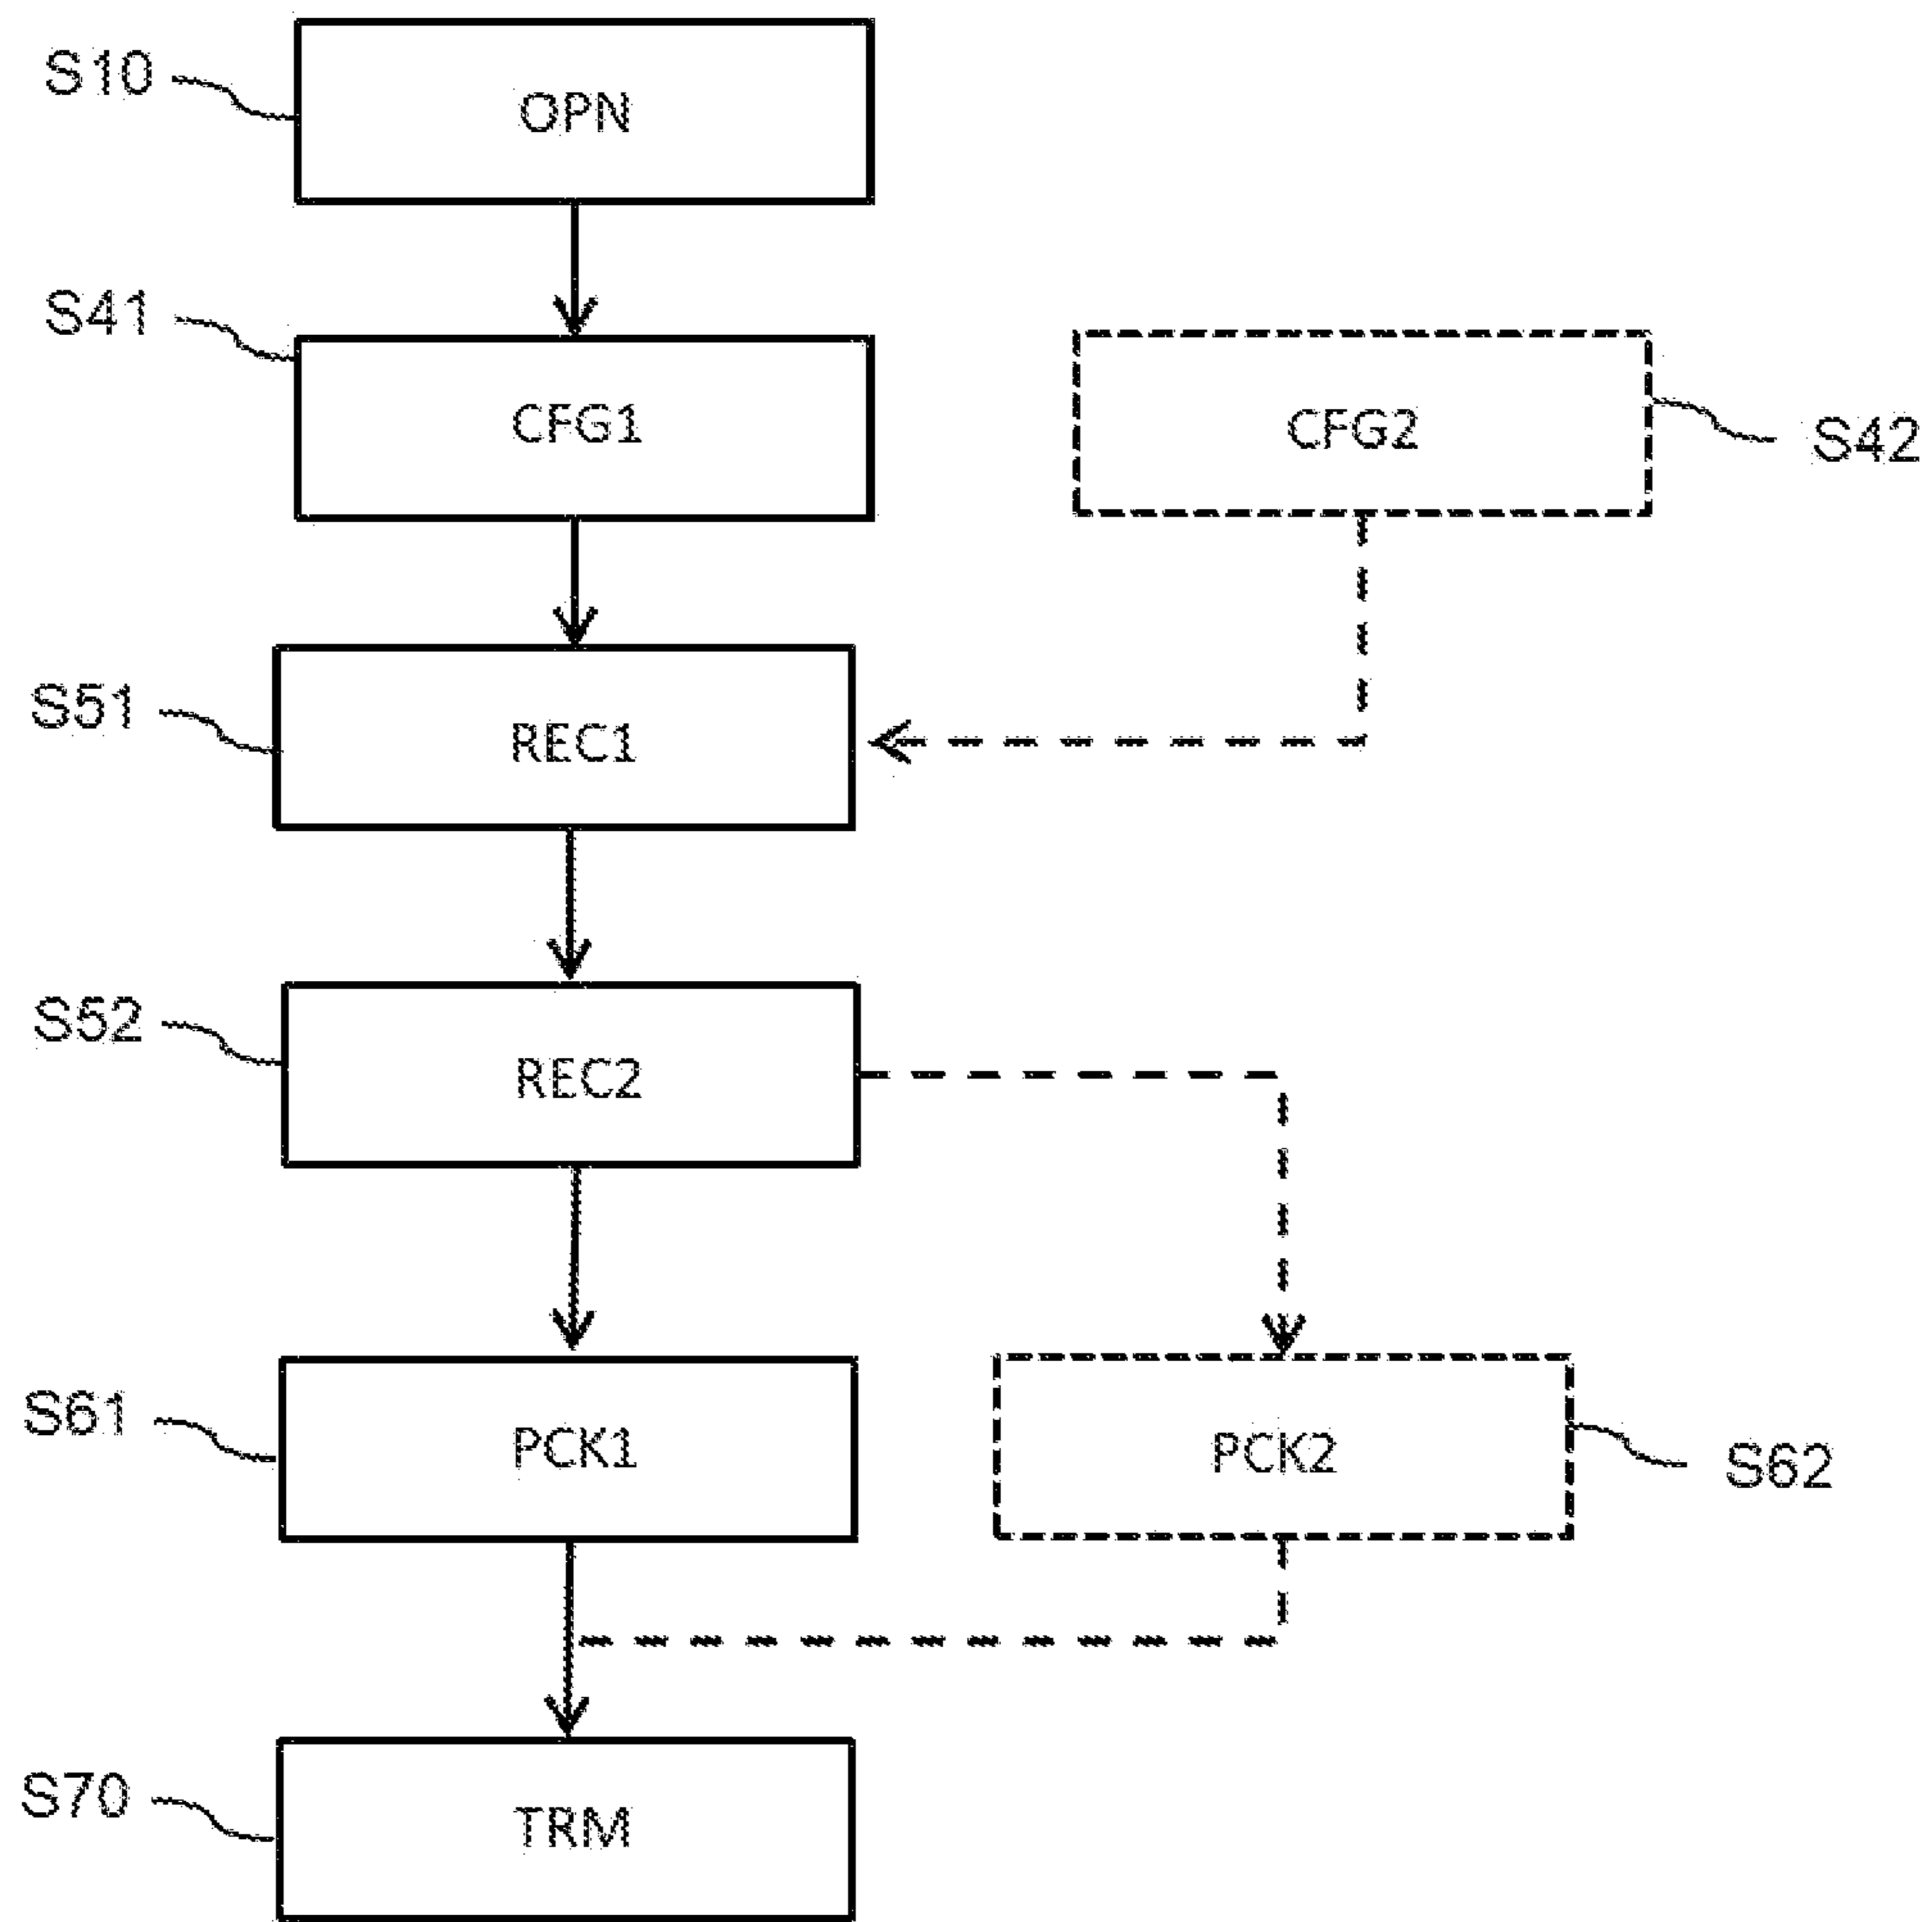 S10
OPN
S41
CFG1
CFG2
S42
S51
REC1
S52
REC2
S61
PCK1
PCK2
S62
S70
TRM